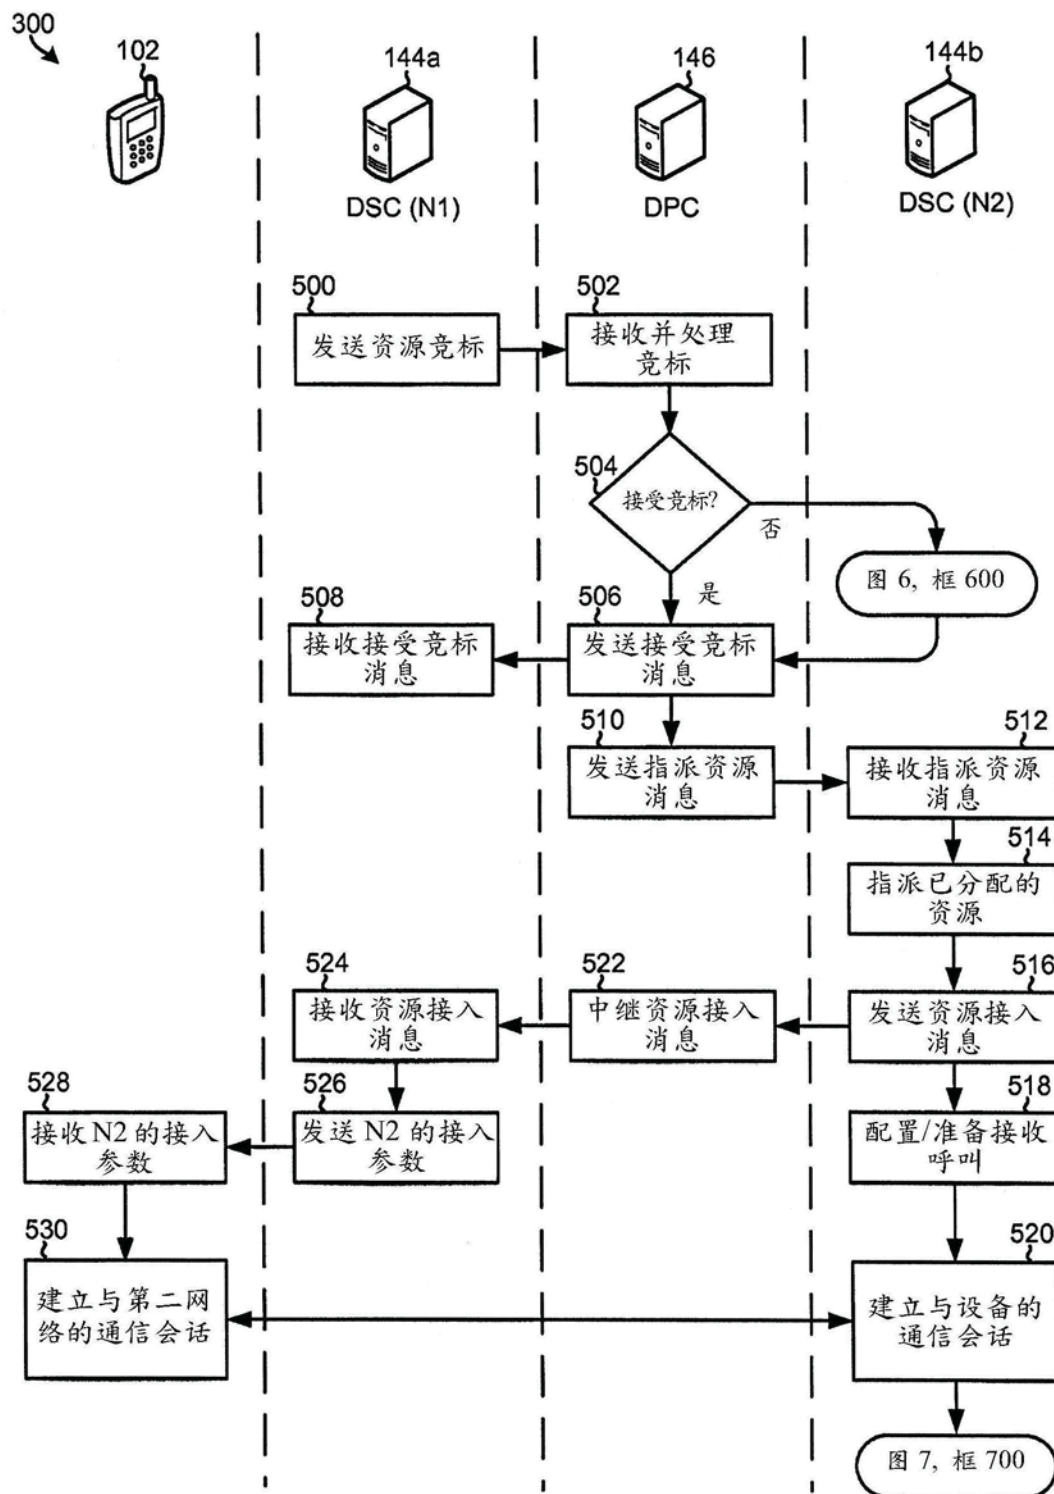 300
102
144a
146
144b
DSC (N1)
DPC
DSC (N2)
500
发送资源竞标
502
接收并处理
竞标
504
接受竞标?
否
是
图 6, 框 600
508
接收接受竞标
消息
506
发送接受竞标
消息
510
发送指派资源
消息
512
接收指派资源
消息
514
指派已分配的
资源
524
接收资源接入
消息
522
中继资源接入
消息
516
发送资源接入
消息
528
接收N2的接入
参数
526
发送N2的接入
参数
518
配置/准备接收
呼叫
530
建立与第二网
络的通信会话
520
建立与设备的
通信会话
图 7, 框 700